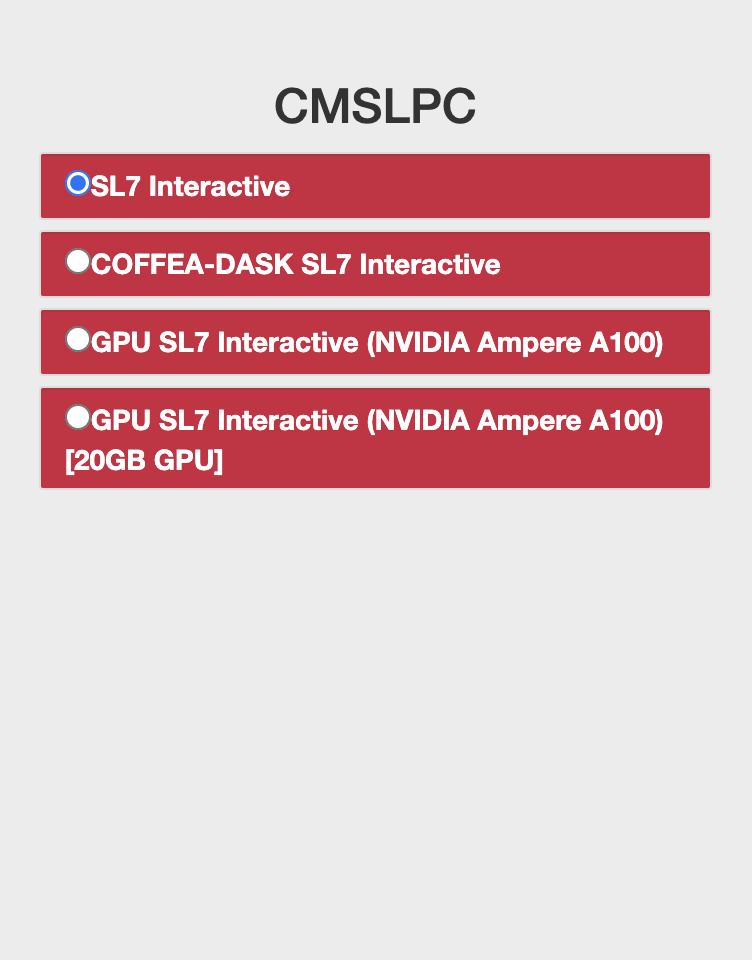 CMSLPC
SL7 Interactive
COFFEA-DASK SL7 Interactive
GPU SL7 Interactive (NVIDIA Ampere A100)
GPU SL7 Interactive (NVIDIA Ampere A100)
[20GB GPU]